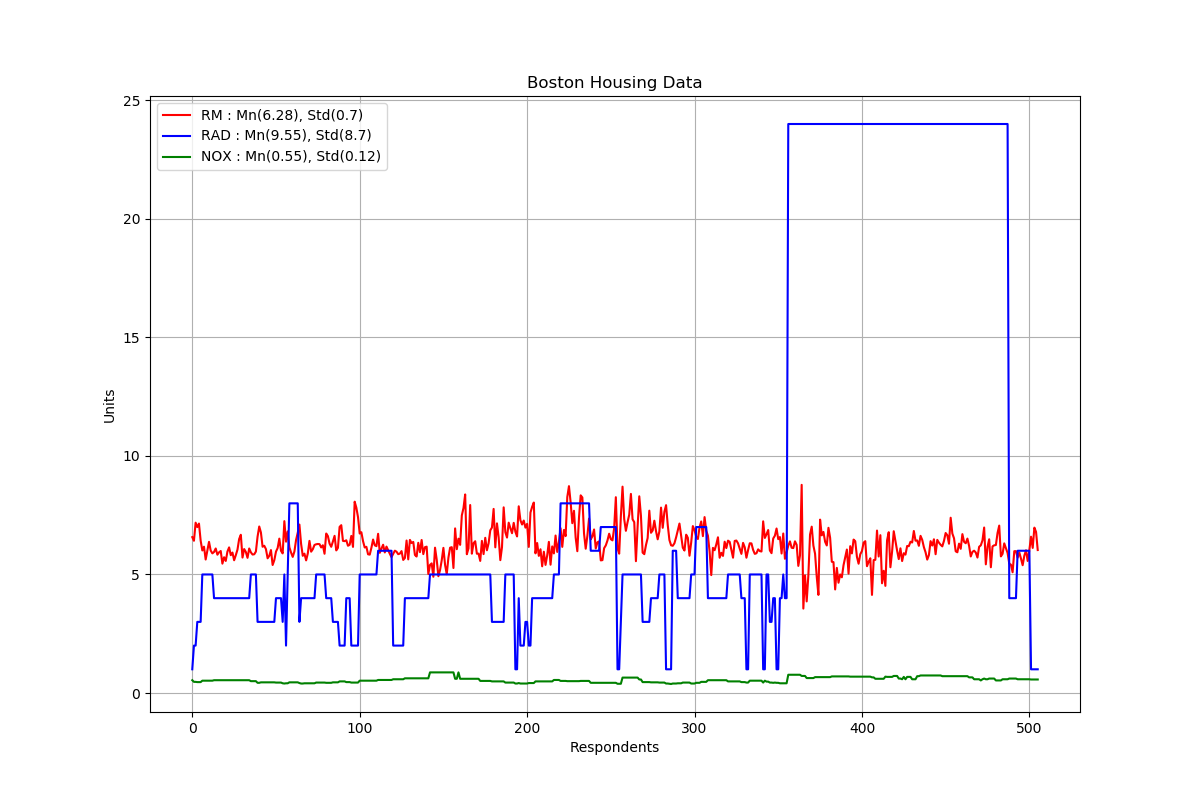 Boston Housing Data
RM : Mn(6.28), Std(0.7)
RAD : Mn(9.55), Std(8.7)
NOX : Mn(0.55), Std(0.12)
25
20
15
10
5
0
Units
0 100 200 300 400 500
Respondents